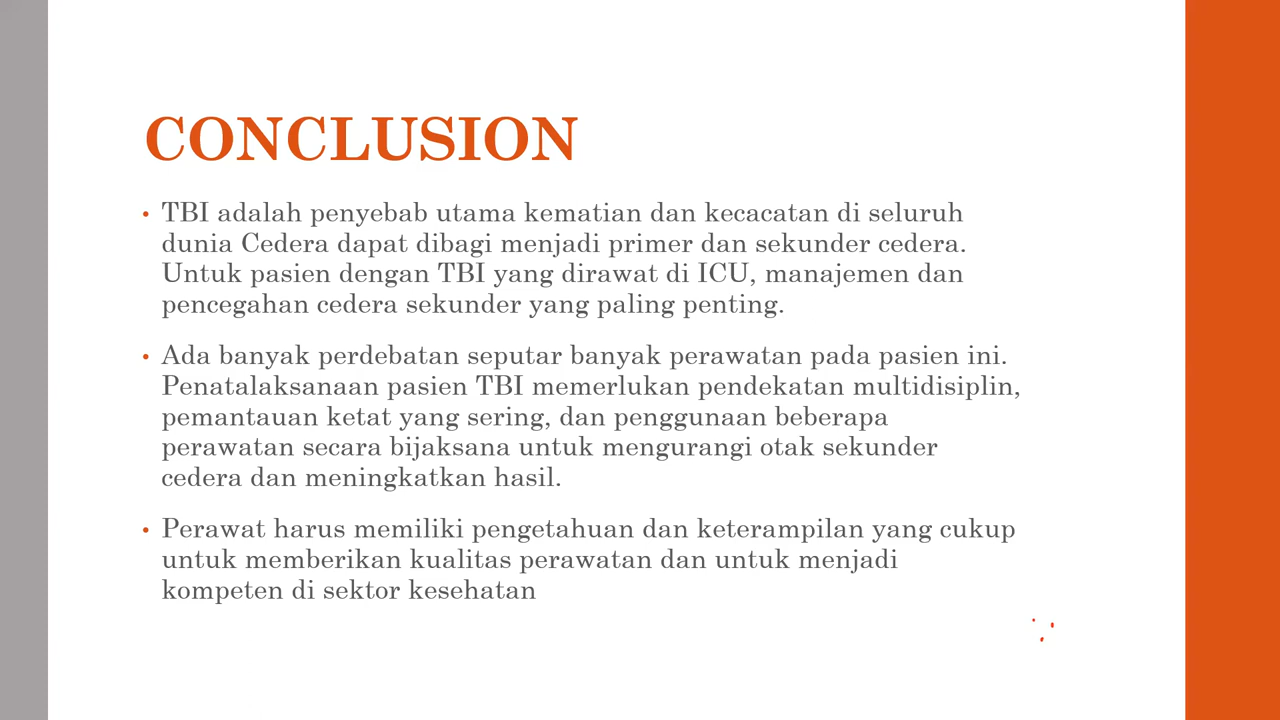 CONCLUSION
• TBI adalah penyebab utama kematian dan kecacatan di seluruh
dunia Cedera dapat dibagi menjadi primer dan sekunder cedera.
Untuk pasien dengan TBI yang dirawat di ICU, manajemen dan
pencegahan cedera sekunder yang paling penting.
• Ada banyak perdebatan seputar banyak perawatan pada pasien ini.
Penatalaksanaan pasien TBI memerlukan pendekatan multidisiplin,
pemantauan ketat yang sering, dan penggunaan beberapa
perawatan secara bijaksana untuk mengurangi otak sekunder
cedera dan meningkatkan hasil.
• Perawat harus memiliki pengetahuan dan keterampilan yang cukup
untuk memberikan kualitas perawatan dan untuk menjadi
kompeten di sektor kesehatan